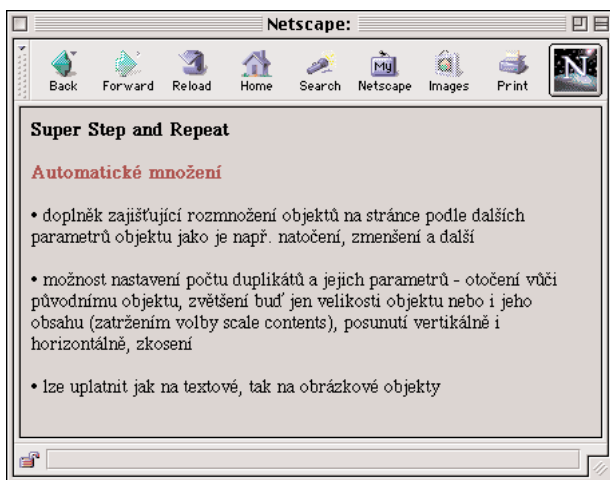 Netscape:
Back Forward Reload Home Search Netscape Images Print
My
N
Super Step and Repeat
Automatické množení
• doplněk zajišťující rozmnožení objektů na stránce podle dalších
parametrů objektu jako je např. natočení, zmenšení a další
• možnost nastavení počtu duplikátů a jejich parametrů - otočení vůči
původnímu objektu, zvětšení buď jen velikosti objektu nebo i jeho
obsahu (zatržením volby scale contents), posunutí vertikálně i
horizontálně, zkosení
• lze uplatnit jak na textové, tak na obrázkové objekty